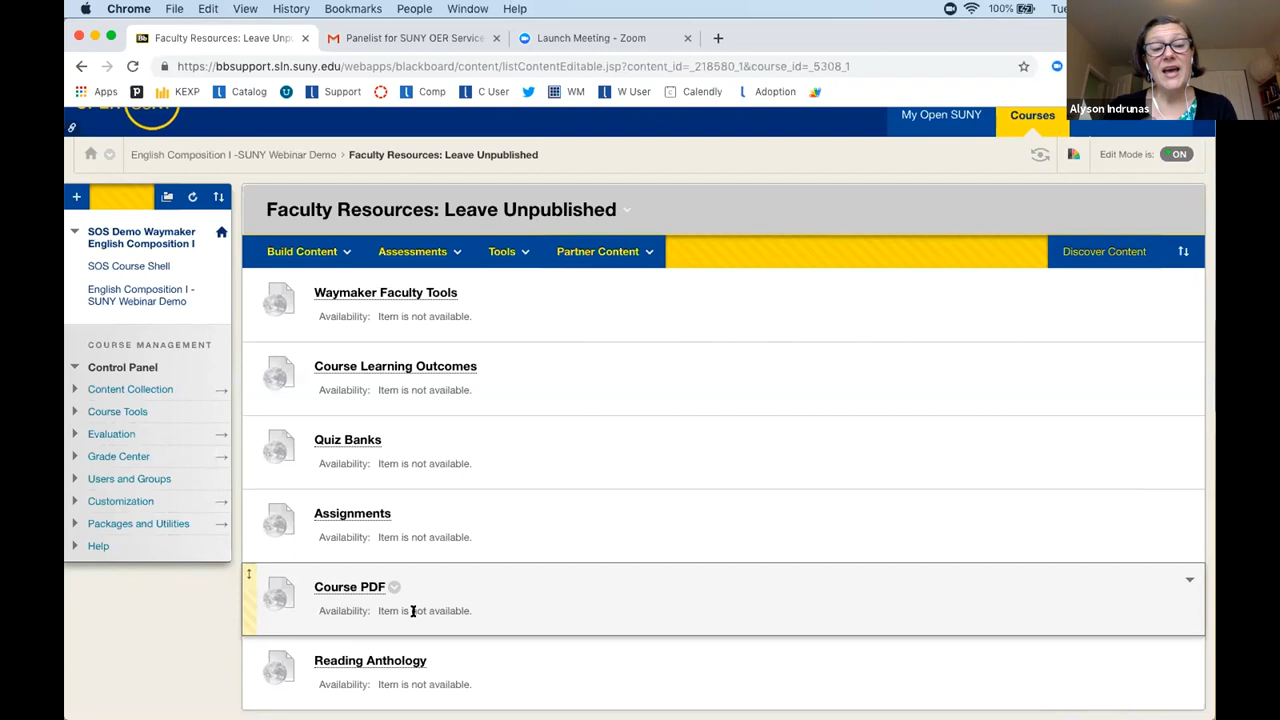 Chrome File Edit View History Bookmarks People Window Help 100% Tue
Faculty Resources: Leave Unpu × Panelist for SUNY OER Service × Launch Meeting - Zoom × +
https://bbsupport.sln.suny.edu/webapps/blackboard/content/listContentEditable.jsp?content_id=_218580_1&course_id=_5308_1
Apps KEXP Catalog Support Comp C User WM W User Calendly Adoption
Alyson Indrunas
My Open SUNY Courses
English Composition I -SUNY Webinar Demo > Faculty Resources: Leave Unpublished Edit Mode is: ON
SOS Demo Waymaker
English Composition I
SOS Course Shell
English Composition I -
SUNY Webinar Demo
COURSE MANAGEMENT
Control Panel
Content Collection
Course Tools
Evaluation
Grade Center
Users and Groups
Customization
Packages and Utilities
Help
Faculty Resources: Leave Unpublished
Build Content Assessments Tools Partner Content Discover Content
Waymaker Faculty Tools
Availability: Item is not available.
Course Learning Outcomes
Availability: Item is not available.
Quiz Banks
Availability: Item is not available.
Assignments
Availability: Item is not available.
Course PDF
Availability: Item is not available.
Reading Anthology
Availability: Item is not available.